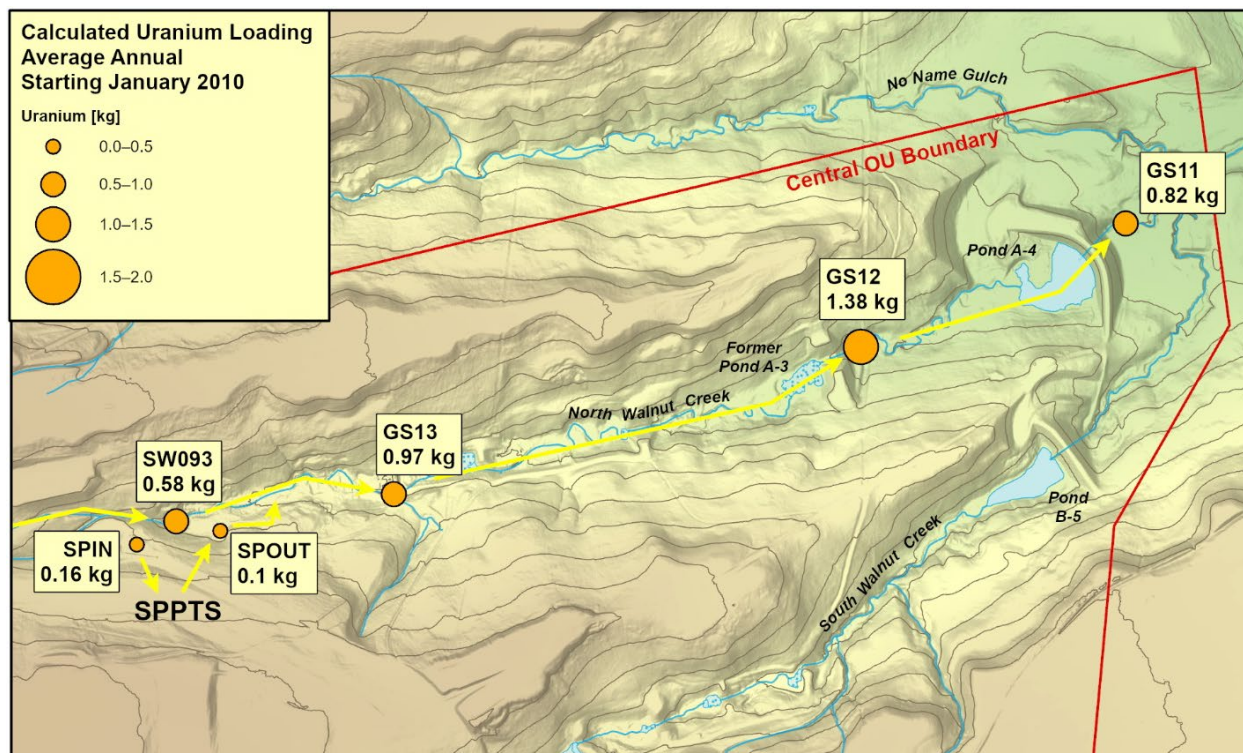 Calculated Uranium Loading
Average Annual
Starting January 2010
Uranium [kg]
0.0–0.5
0.5–1.0
1.0–1.5
1.5–2.0
No Name Gulch
Central OU Boundary
GS11
0.82 kg
Pond A-4
GS12
1.38 kg
Former
Pond A-3
North Walnut Creek
GS13
0.97 kg
SW093
0.58 kg
SPIN
0.16 kg
SPOUT
0.1 kg
SPPTS
Pond
B-5
South Walnut Creek